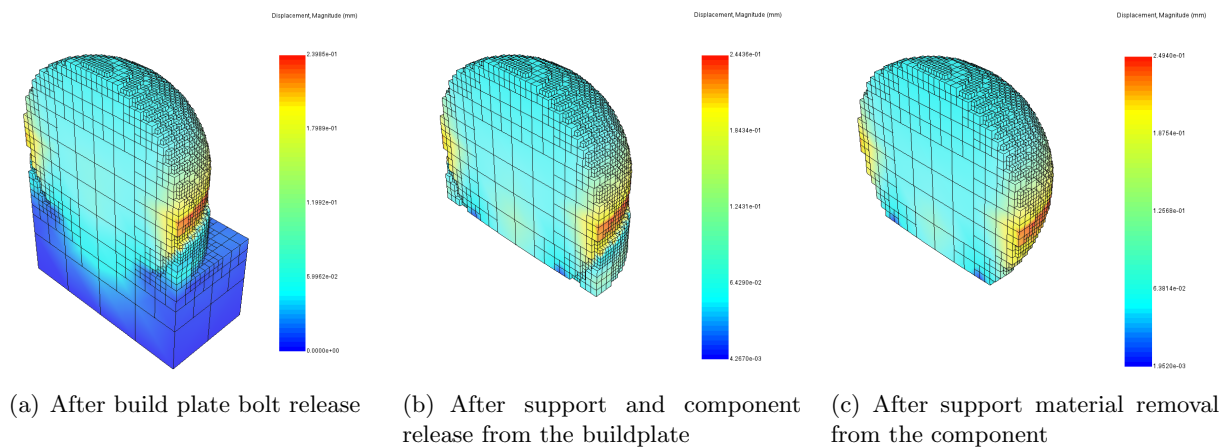 Displacement, Magnitude (mm)
2.3985e-01
1.7989e-01
1.1992e-01
5.9962e-02
0.0000e+00
Displacement, Magnitude (mm)
2.4436e-01
1.8434e-01
1.2431e-01
6.4290e-02
4.2670e-03
Displacement, Magnitude (mm)
2.4940e-01
1.8754e-01
1.2568e-01
6.3814e-02
1.9520e-03
(a) After build plate bolt release
(b) After support and component
release from the buildplate
(c) After support material removal
from the component